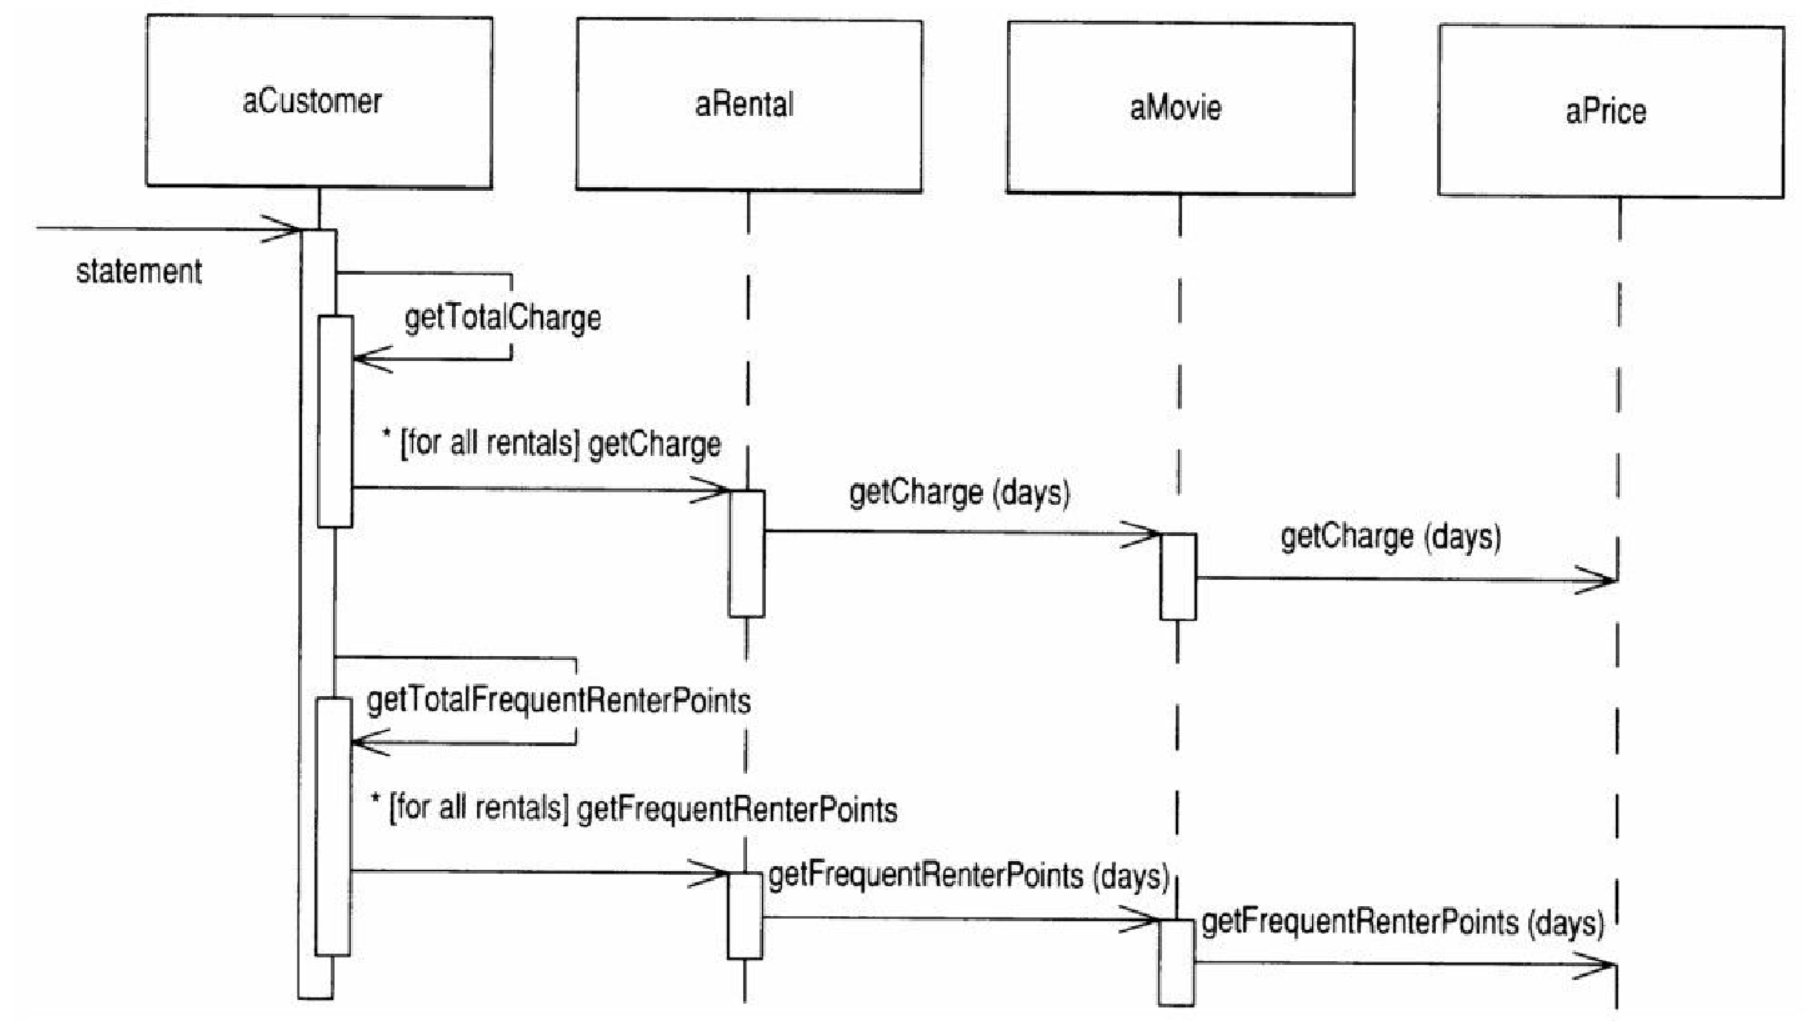 aCustomer
aRental
aMovie
aPrice
statement
getTotalCharge
* [for all rentals] getCharge
getCharge (days)
getCharge (days)
getTotalFrequentRenterPoints
* [for all rentals] getFrequentRenterPoints
getFrequentRenterPoints (days)
getFrequentRenterPoints (days)